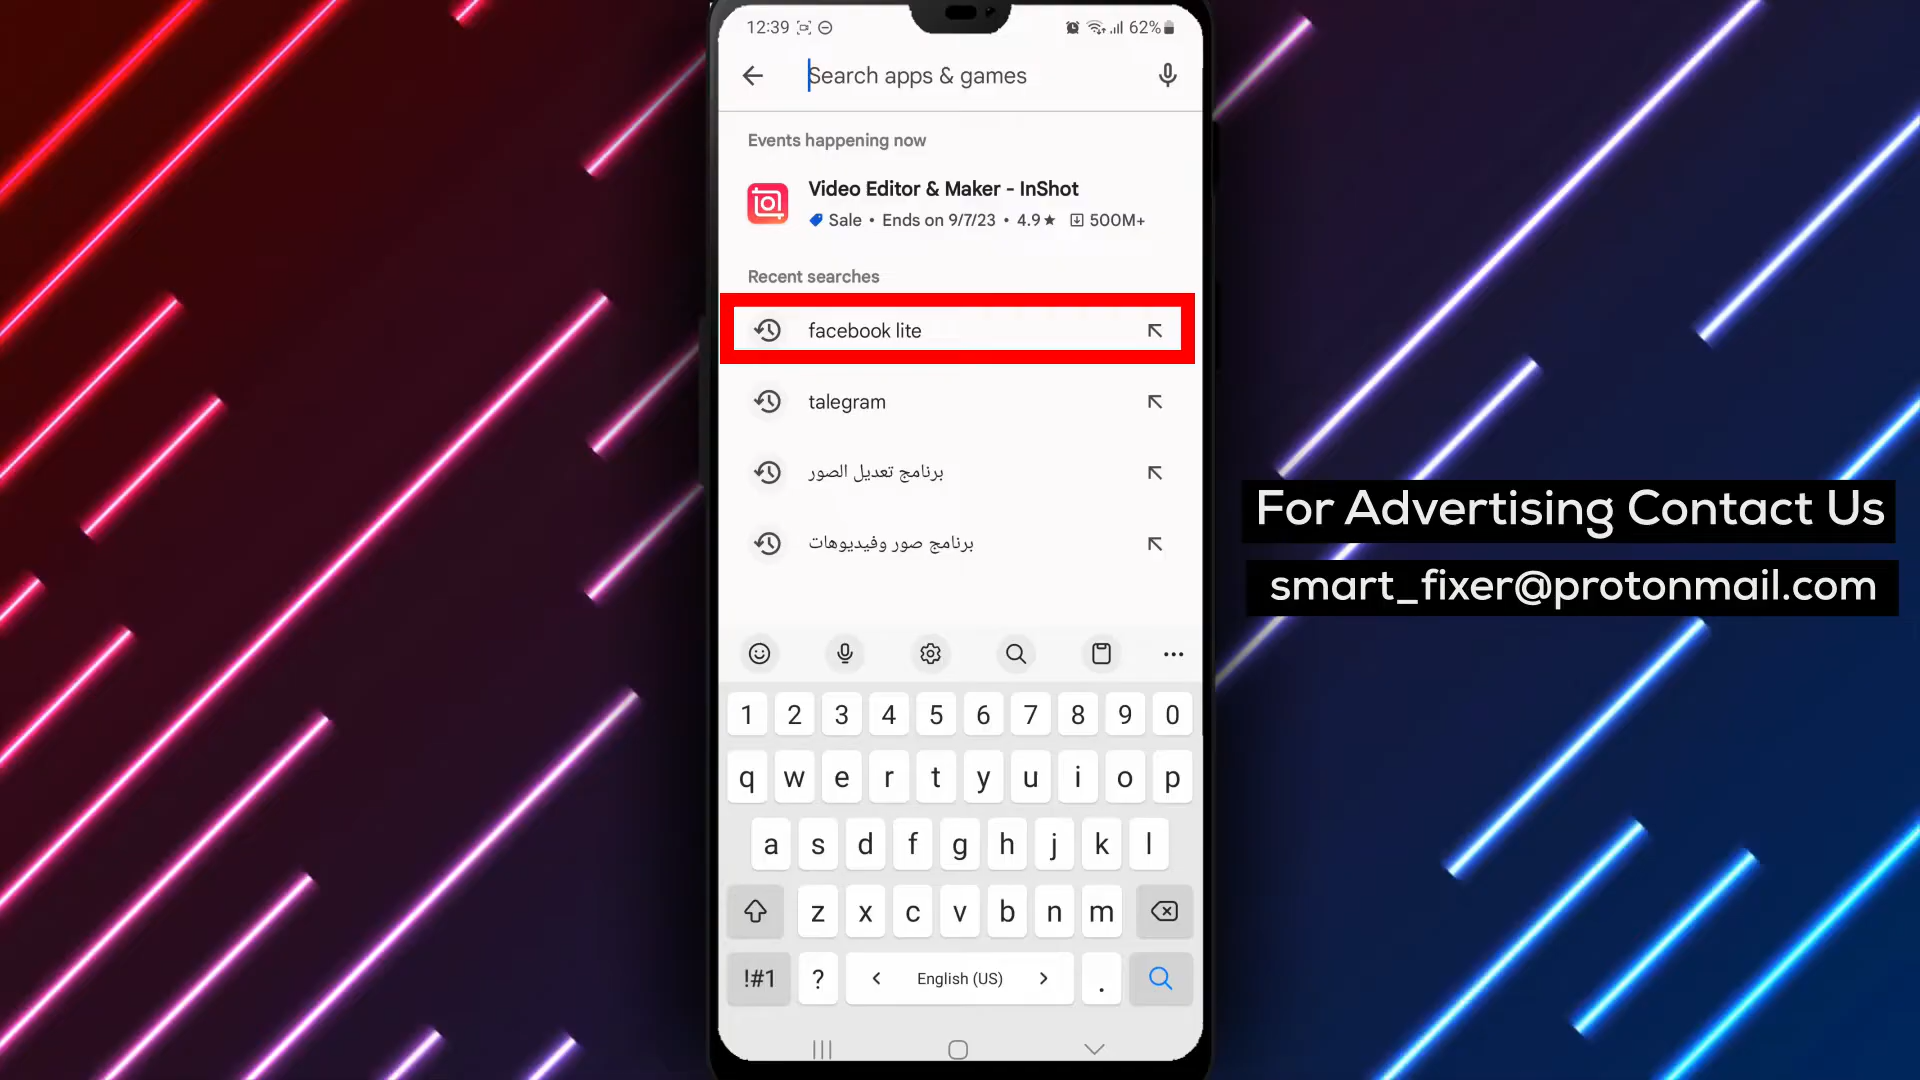 12:39
62%
Search apps & games
Events happening now
Video Editor & Maker - InShot
Sale • Ends on 9/7/23 • 4.9★ 500M+
Recent searches
facebook lite
talegram
برنامج تعديل الصور
برنامج صور وفيديوهات
For Advertising Contact Us
smart_fixer@protonmail.com
1 2 3 4 5 6 7 8 9 0
q w e r t y u i o p
a s d f g h j k l
z x c v b n m
!#1 ? < English (US) > .